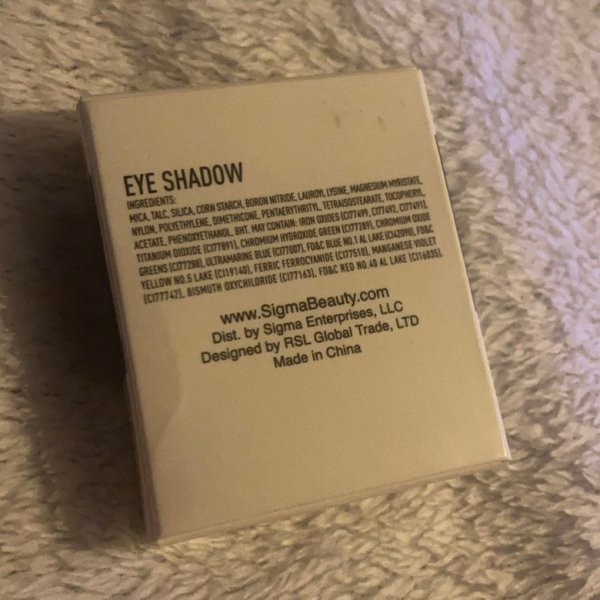 EYE SHADOW
INGREDIENTS:
MICA, TALC, SILICA, CORN STARCH, BORON NITRIDE, LAUROYL LYSINE, MAGNESIUM MYRISTATE,
NYLON, POLYETHYLENE, DIMETHICONE, PENTAERYTHRITYL, TETRAISOSTEARATE, TOCOPHERYL
ACETATE, PHENOXYETHANOL, BHT. MAY CONTAIN: IRON OXIDES (CI77499, CI77492, CI77491),
TITANIUM DIOXIDE (CI77891), CHROMIUM HYDROXIDE GREEN (CI77289), CHROMIUM OXIDE
GREENS (CI77288), ULTRAMARINE BLUE (CI77007), FD&C BLUE NO.1 AL LAKE (CI42090), FD&C
YELLOW NO.5 LAKE (CI19140), FERRIC FERROCYANIDE (CI77510), MANGANESE VIOLET
(CI77742), BISMUTH OXYCHLORIDE (CI77163), FD&C RED NO.40 AL LAKE (CI16035).
www.SigmaBeauty.com
Dist. by Sigma Enterprises, LLC
Designed by RSL Global Trade, LTD
Made in China